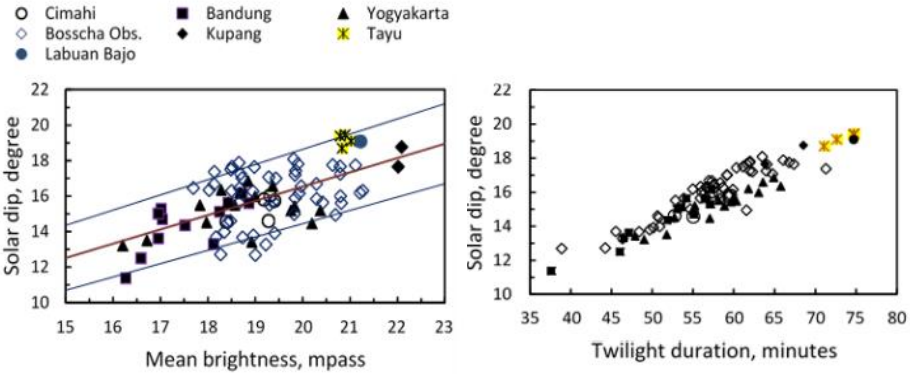 Cimahi Bandung Yogyakarta
Bosscha Obs. Kupang Tayu
Labuan Bajo
22
20
18
16
14
12
10
Solar dip, degree
15 16 17 18 19 20 21 22 23
Mean brightness, mpass
22
20
18
16
14
12
10
Solar dip, degree
35 40 45 50 55 60 65 70 75 80
Twilight duration, minutes